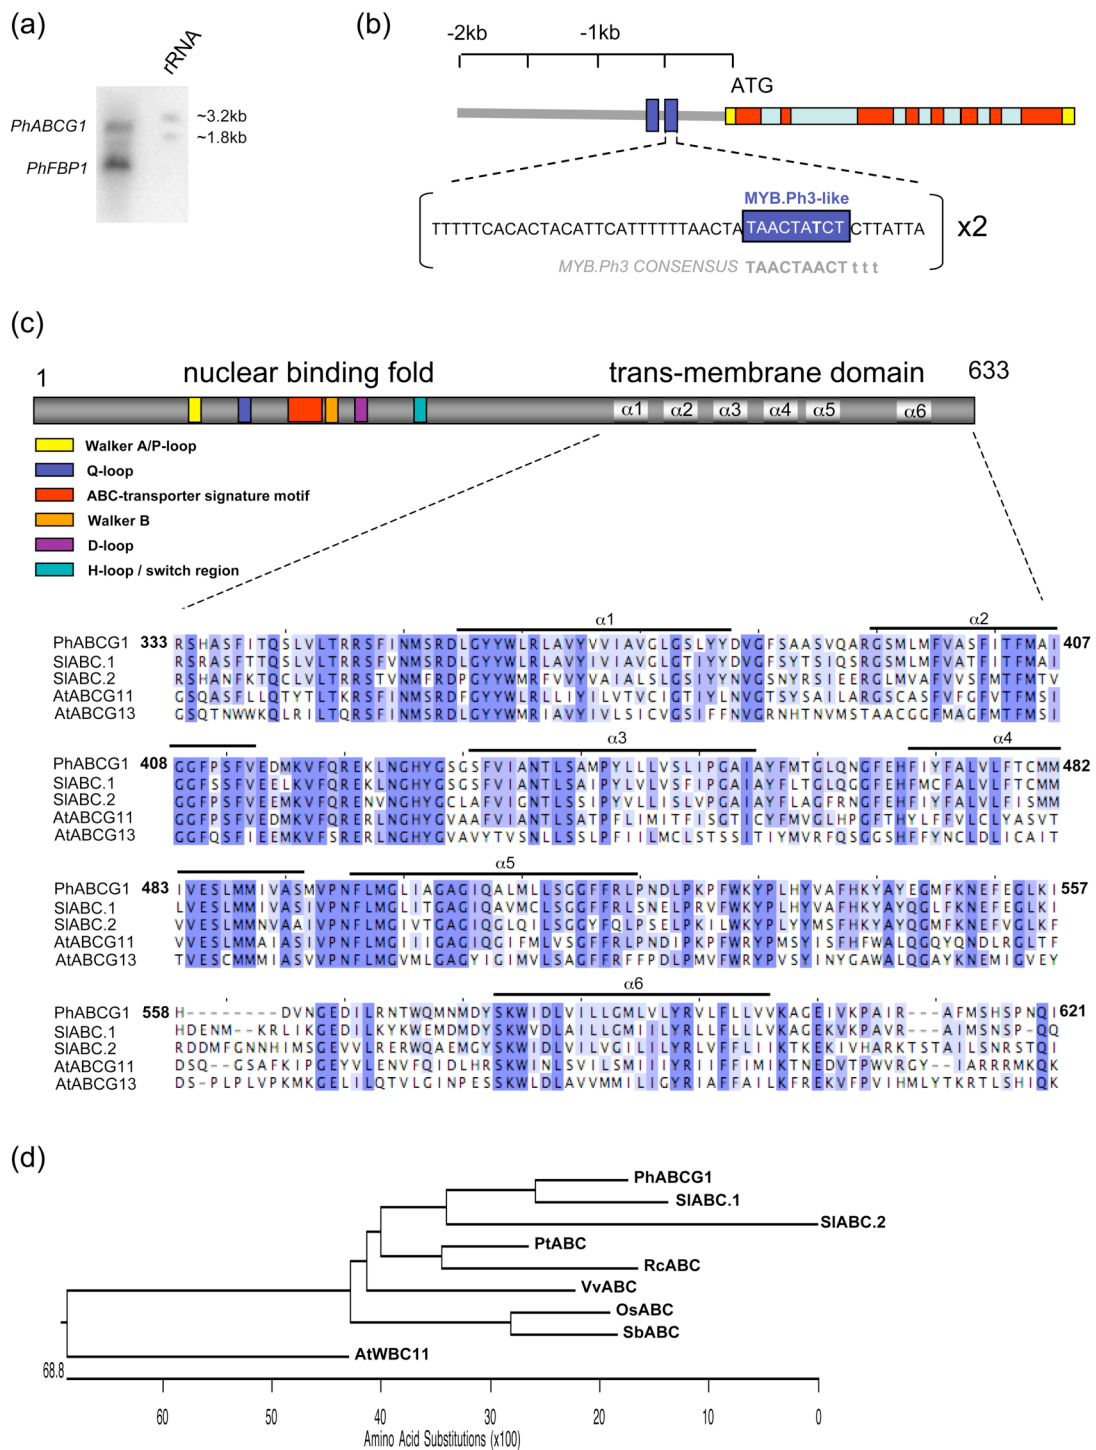 (a)
rRNA
PhABCG1
~3.2kb
~1.8kb
PhFBP1
(b)
-2kb -1kb
ATG
MYB.Ph3-like
TTTTTCACACTACATTCATTTTTTAACTA TAACTATCT CTTATTA x2
MYB.Ph3 CONSENSUS TAACTAACT t t t
(c)
1 nuclear binding fold trans-membrane domain 633
α1 α2 α3 α4 α5 α6
Walker A/P-loop
Q-loop
ABC-transporter signature motif
Walker B
D-loop
H-loop / switch region
α1 α2
PhABCG1 333 RSHASFITQSLVLTRRSFINMSRDLGYYWLRLAVYVVIAVGLGSLYYDVGFSAASVQARGSMLMFVASFITFMAI 407
SlABC.1 RSRASFTTQSLVLTRRSFVNMSRDLGYYWLRLAVYIVIAVGLGTIYYDVGFSYTSIQSRGSMLMFVATFITFMAI
SlABC.2 RSHANFKTQCLVLTRRSTVNMFRDPGYYWMRFVVYVAIALSLGSIYYNVGSNYRSIEERGLMVAFVVSFMTFMTV
AtABCG11 GSQASFLLQTYTLTKRSFINMSRDFGYYWLRLLIYILVTVCIGTIYLNVGTSYSAILARGSCASFVFGFVTFMSI
AtABCG13 GSQTNWWKQLRILTQRSFINMSRDLGYYWMRIAVYIVLSICVGSIFFNVGRNHTNVMSTAACGGFMAGFMTFMSI
α3 α4
PhABCG1 408 GGFPSFVEDMKVFQREKLNGHYGSGSFVIANTLSAMPYLLLVSLIPGAIAYFMTGLQNGFEHFIYFALVLFTCMM 482
SlABC.1 GGFSSFVEELKVFQREKLNGHYGSGSFVIANTLSAIPYLVLVSFIPGAIAYFLTGLQGGFEHFMCFALVLFTCMM
SlABC.2 GGFPSFVEEMKVFQRENVNGHYGCLAFVIGNTLSSIPYVLLISLVPGAIAYFLAGFRNGFEHFIYFALVLFISMM
AtABCG11 GGFPSFVEDMKVFQRERLNGHYGVAAFVIANTLSATPFLIMITFISGTICYFMVGLHPGFTHYLFFVLCLYASVT
AtABCG13 GGFQSFIEEMKVFSRERLNGHYGVAVYTVSNLLSSLPFIILMCLSTSSITIYMVRFQSGGSHFFYNCLDLICAIT
α5
PhABCG1 483 IVESLMMIVASMVPNFLMGLIAGAGIQALMLLSGGFFRLPNDLPKPFWKYPLHYVAFHKYAYEGMFKNEFEGLKI 557
SlABC.1 LVESLMMIVASIVPNFLMGLITGAGIQAVMCLSGGFFRLSNELPRVFWKYPLHYVAFHKYAYQGLFKNEFEGLKI
SlABC.2 VVESLMMNVAAIVPNFLMGIVTGAGIQGLQILSGGYFQLPSELPKILWKYPLYYMSFHKYAYQGMFKNEFVGLKF
AtABCG11 VVESLMMAIASIVPNFLMGIIIGAGIQGIFMLVSGFFRLPNDIPKPFWRYPMSYISFHFWALQGQYQNDLRGLTF
AtABCG13 TVESCMMMIASVVPNFLMGVMLGAGYIGIMVLSAGFFRFFPDLPMVFWRYPVSYINYGAWALQGAYKNEMIGVEY
α6
PhABCG1 558 H--------DVNGEDILRNTWQMNMDYSKWIDLVILLGMLVLYRVLFLLVVKAGEIVKPAIR---AFMSHSPNQI 621
SlABC.1 HDENM---KRLIKGEDILKYKWEMDMDYSKWVDLAILLGMIILYRLLFLLLVKAGEKVKPAVR---AIMSNSP-QQ
SlABC.2 RDDMFGNNHIMSGEVVLRERWQAEMGYSKWIDLVILVGILILYRLVFFLIIKTKEKIVHARKTSTAILSNRSTQI
AtABCG11 DSQ---GSAFKIPGEYVLENVFQIDLHRSKWINLSVILSMIIIYRIIFFIMIKTNEDVTPWVRGY--IARRRMKQK
AtABCG13 DS-PLPLVPKMKGELILQTVLGINPESSKWLDLAVVMMILIGYRIAFFAILKFREKVFPVIHMLYTKRTLSHIQK
(d)
PhABCG1
SlABC.1
SlABC.2
PtABC
RcABC
VvABC
OsABC
SbABC
AtWBC11
68.8
60 50 40 30 20 10 0
Amino Acid Substitutions (x100)